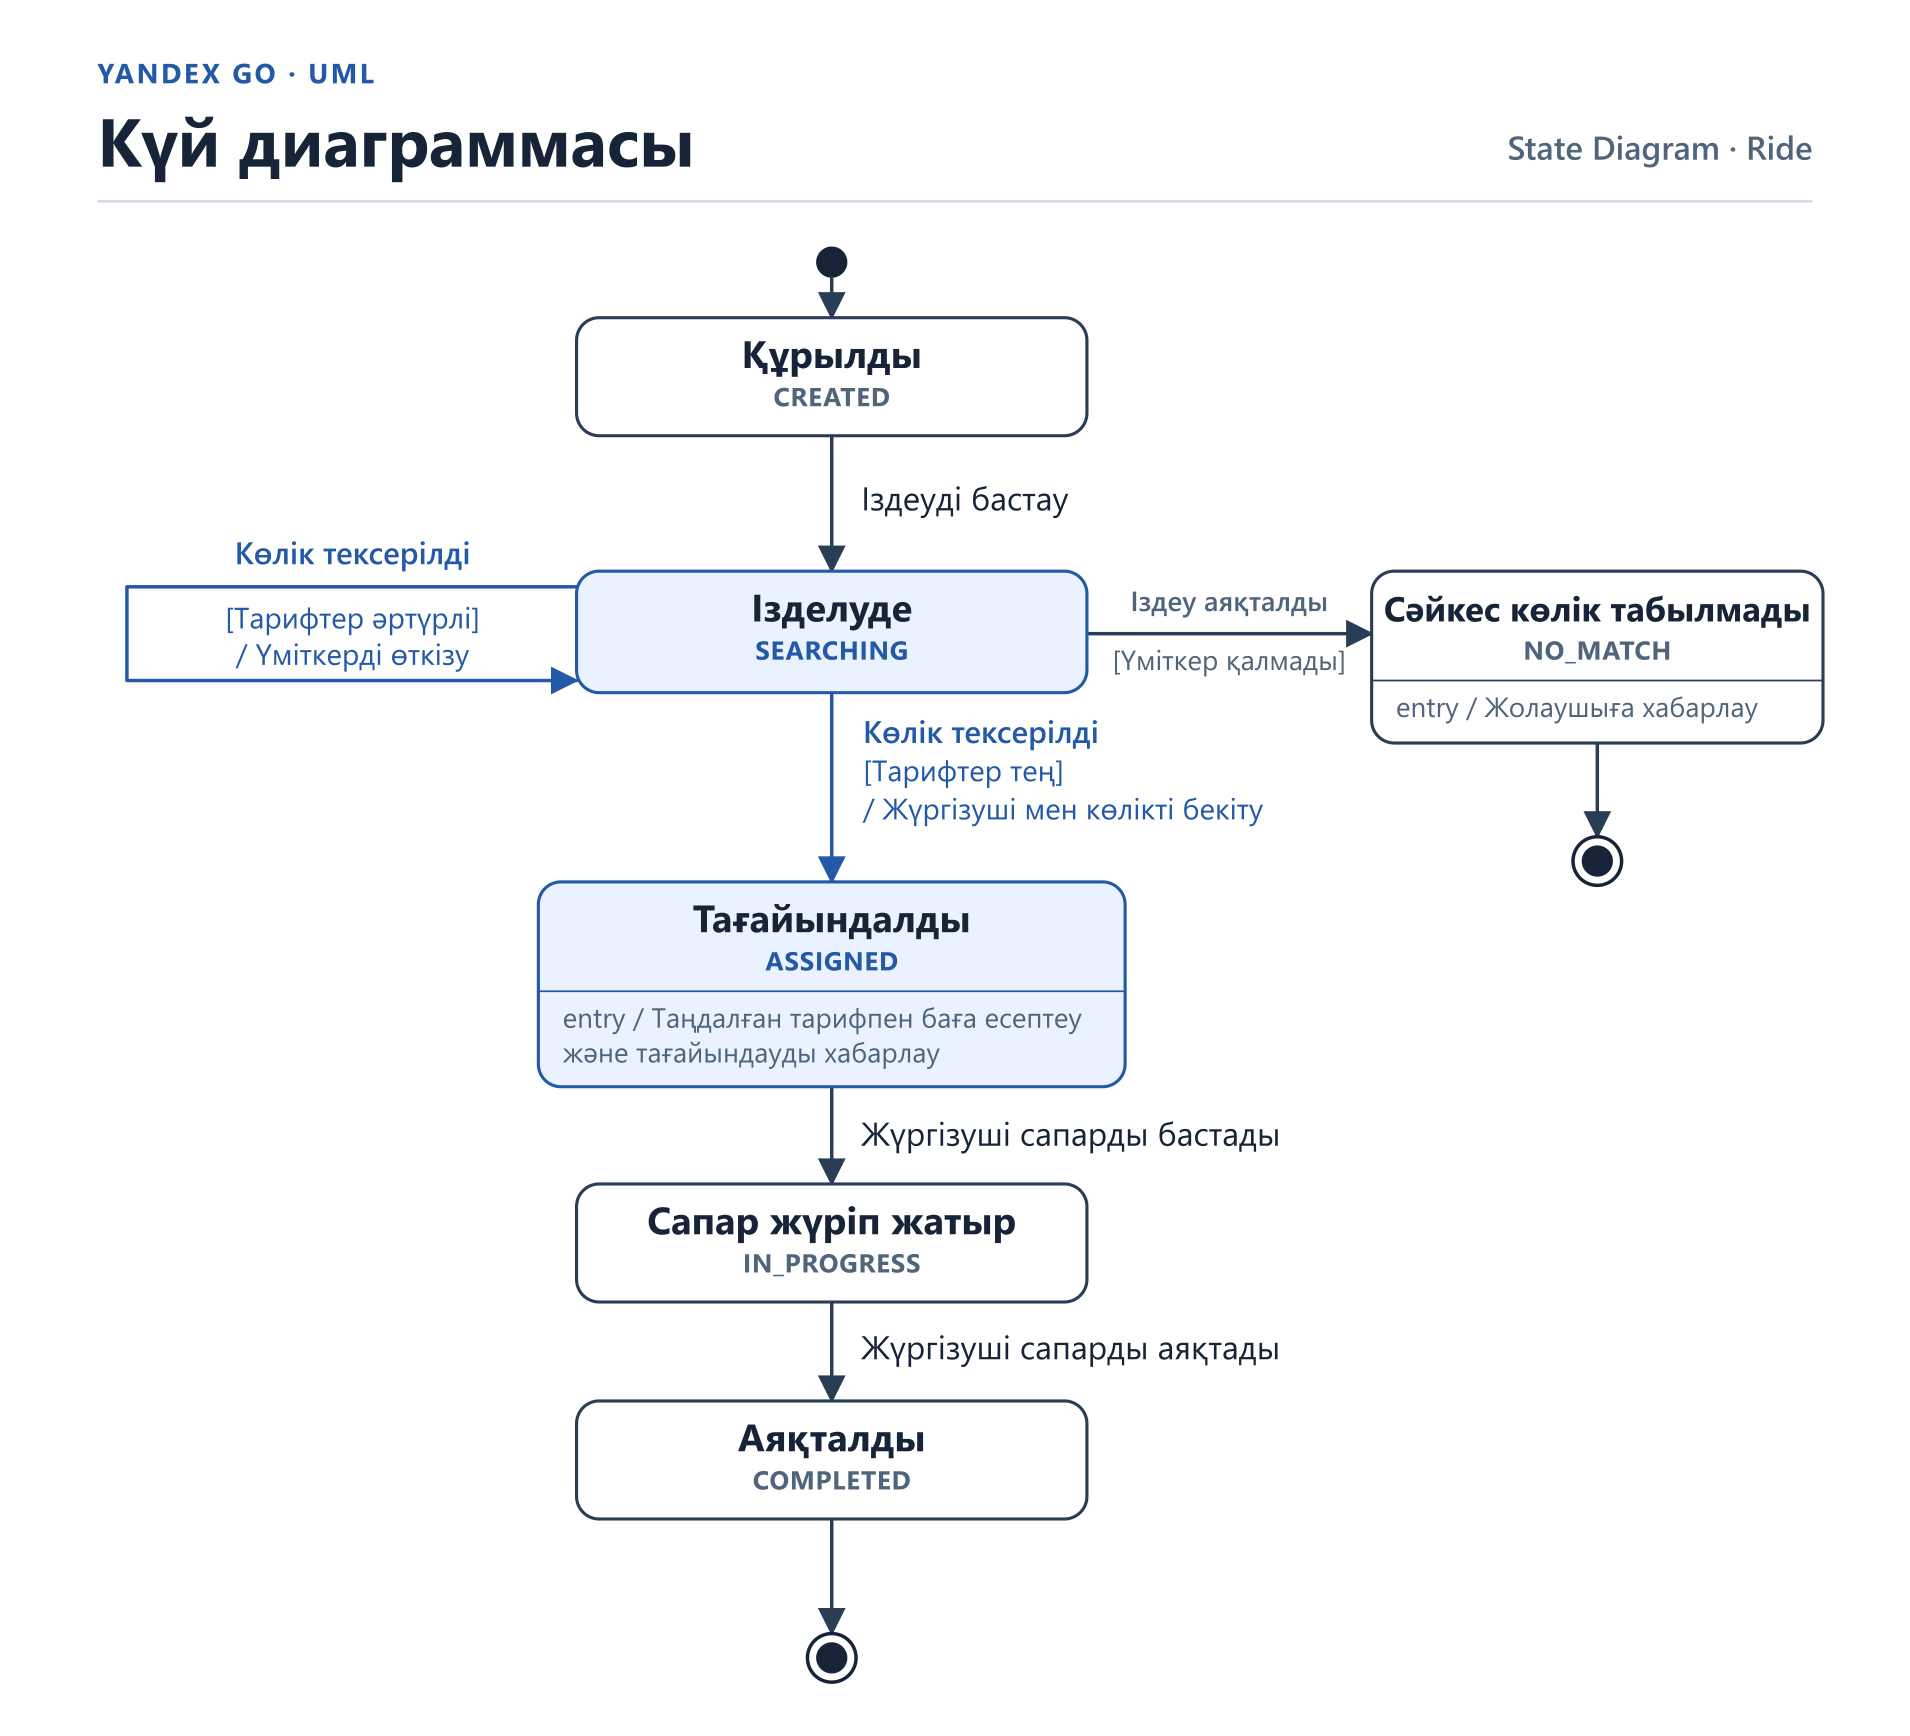 YANDEX GO · UML
Күй диаграммасы
State Diagram · Ride
Құрылды
CREATED
Іздеуді бастау
Көлік тексерілді
[Тарифтер әртүрлі]
/ Үміткерді өткізу
Ізделуде
SEARCHING
Іздеу аяқталды
[Үміткер қалмады]
Сәйкес көлік табылмады
NO_MATCH
entry / Жолаушыға хабарлау
Көлік тексерілді
[Тарифтер тең]
/ Жүргізуші мен көлікті бекіту
Тағайындалды
ASSIGNED
entry / Таңдалған тарифпен баға есептеу
және тағайындауды хабарлау
Жүргізуші сапарды бастады
Сапар жүріп жатыр
IN_PROGRESS
Жүргізуші сапарды аяқтады
Аяқталды
COMPLETED